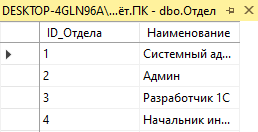 DESKTOP-4GLN96A\...ёт.ПК - dbo.Отдел
ID_Отдела Наименование
1 Системный ад...
2 Админ
3 Разработчик 1С
4 Начальник ин...